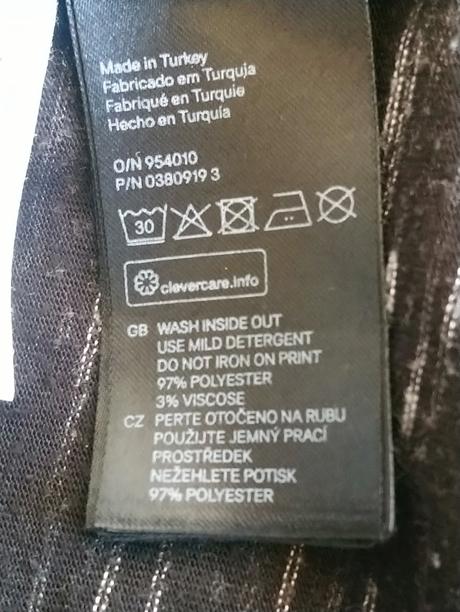 Made in Turkey
Fabricado em Turquia
Fabriqué en Turquie
Hecho en Turquía
O/N 954010
P/N 0380919 3
30
clevercare.info
GB WASH INSIDE OUT
USE MILD DETERGENT
DO NOT IRON ON PRINT
97% POLYESTER
3% VISCOSE
CZ PERTE OTOČENO NA RUBU
POUŽIJTE JEMNÝ PRACÍ
PROSTŘEDEK
NEŽEHLETE POTISK
97% POLYESTER